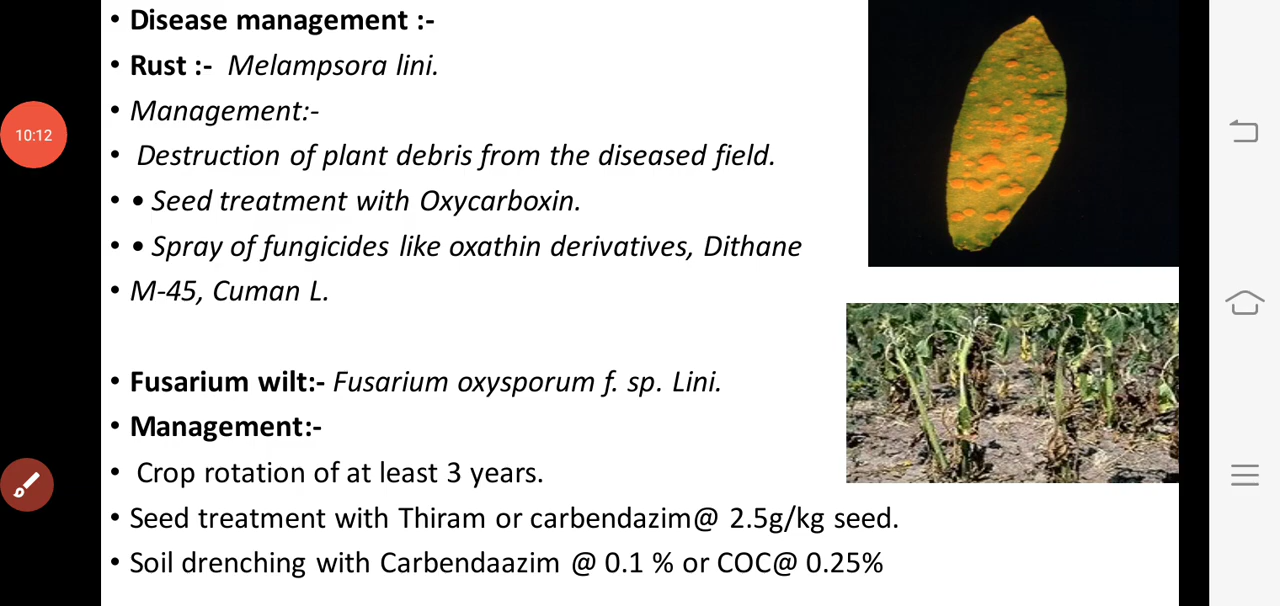 • Disease management :-
• Rust :- Melampsora lini.
• Management:-
• Destruction of plant debris from the diseased field.
• • Seed treatment with Oxycarboxin.
• • Spray of fungicides like oxathin derivatives, Dithane
• M-45, Cuman L.
• Fusarium wilt:- Fusarium oxysporum f. sp. Lini.
• Management:-
• Crop rotation of at least 3 years.
• Seed treatment with Thiram or carbendazim@ 2.5g/kg seed.
• Soil drenching with Carbendaazim @ 0.1 % or COC@ 0.25%
10:12